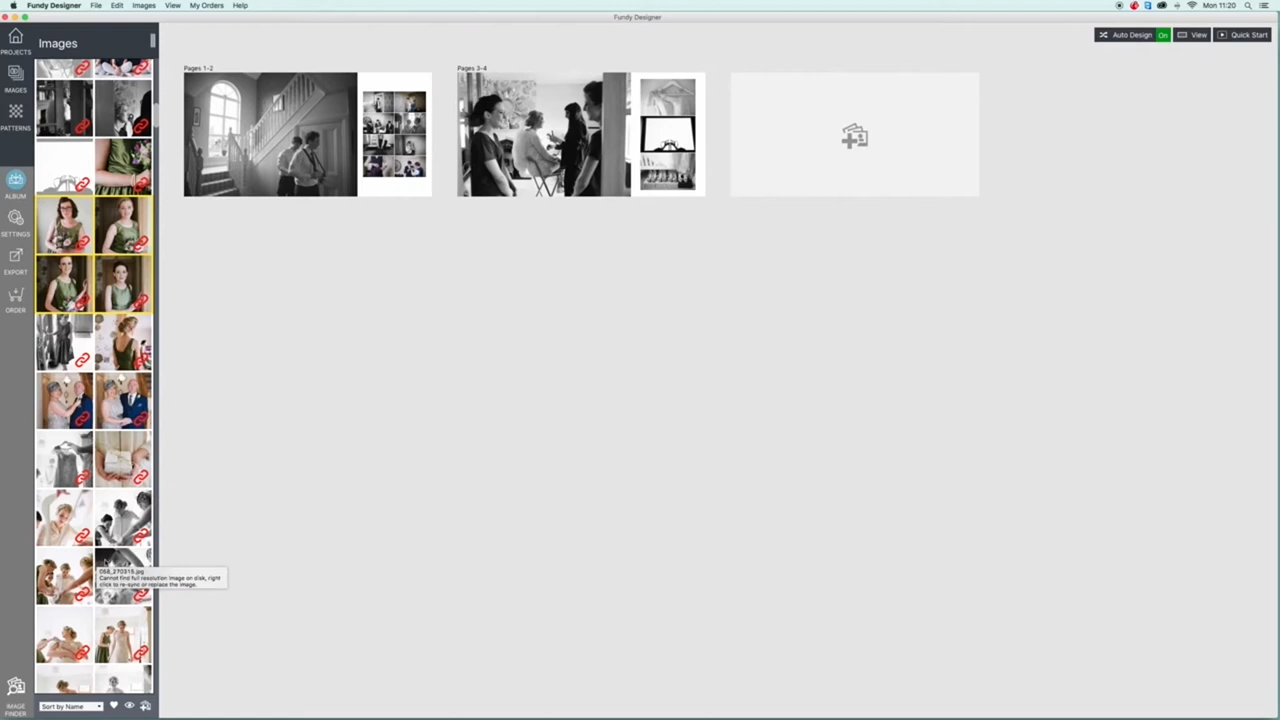 Fundy Designer File Edit Images View My Orders Help Mon 11:20
Fundy Designer
PROJECTS
IMAGES
PATTERNS
ALBUM
SETTINGS
EXPORT
ORDER
IMAGE
FINDER
Images
Auto Design On View Quick Start
Pages 1-2
Pages 3-4
058_270315.jpg
Cannot find full resolution image on disk, right
click to re-sync or replace the image.
Sort by Name